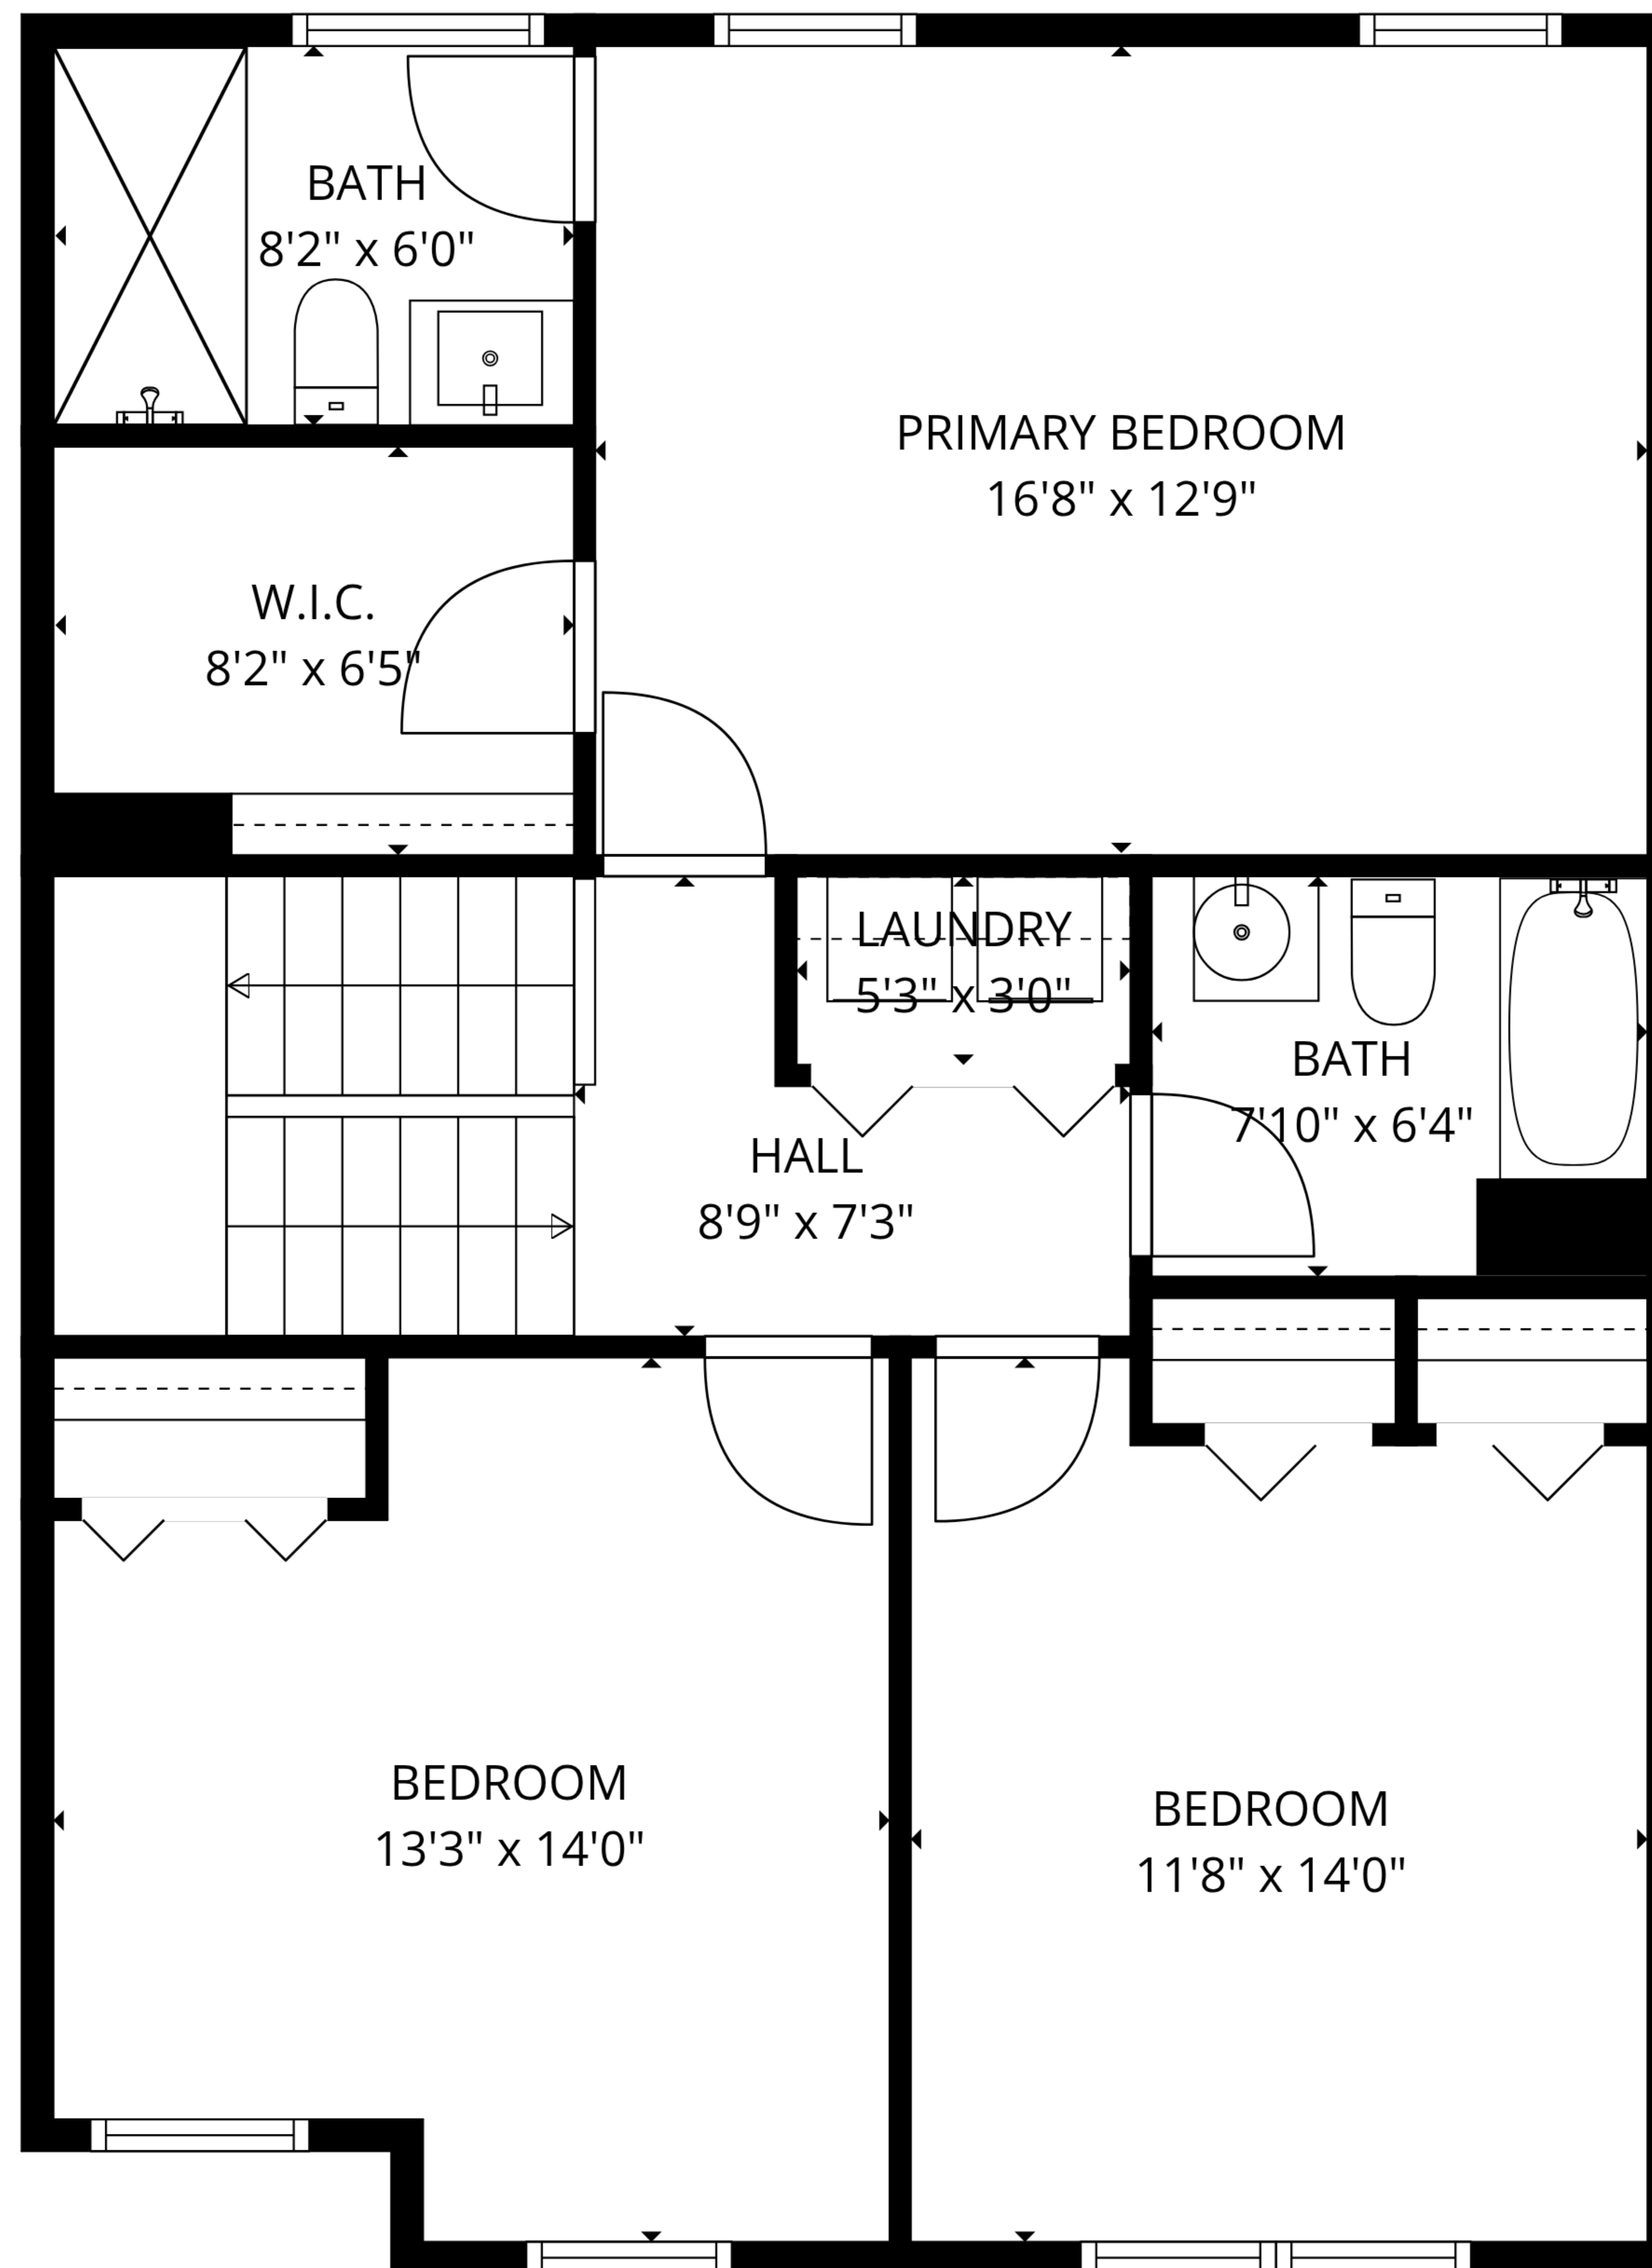 BATH
8'2" x 6'0"
PRIMARY BEDROOM
16'8" x 12'9"
W.I.C.
8'2" x 6'5"
LAUNDRY
5'3" x 3'0"
BATH
7'10" x 6'4"
HALL
8'9" x 7'3"
BEDROOM
13'3" x 14'0"
BEDROOM
11'8" x 14'0"